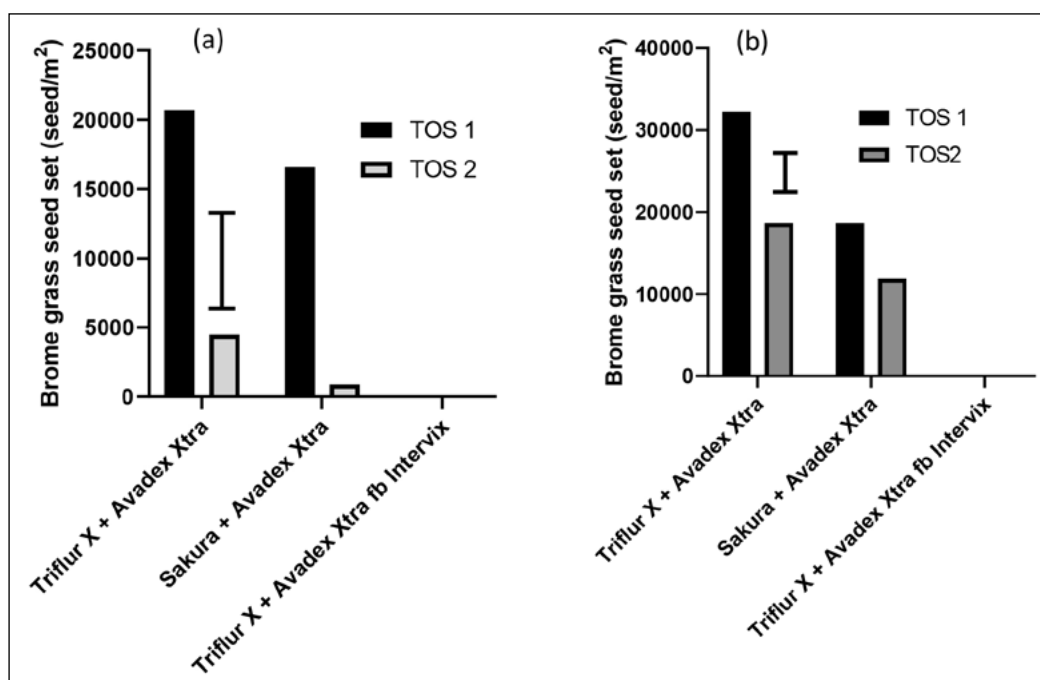 (a)
Brome grass seed set (seed/m²)
25000
20000
15000
10000
5000
0
TOS 1
TOS 2
Triflur X + Avadex Xtra
Sakura + Avadex Xtra
Triflur X + Avadex Xtra fb Intervix
(b)
Brome grass seed set (seed/m²)
40000
30000
20000
10000
0
TOS 1
TOS2
Triflur X + Avadex Xtra
Sakura + Avadex Xtra
Triflur X + Avadex Xtra fb Intervix